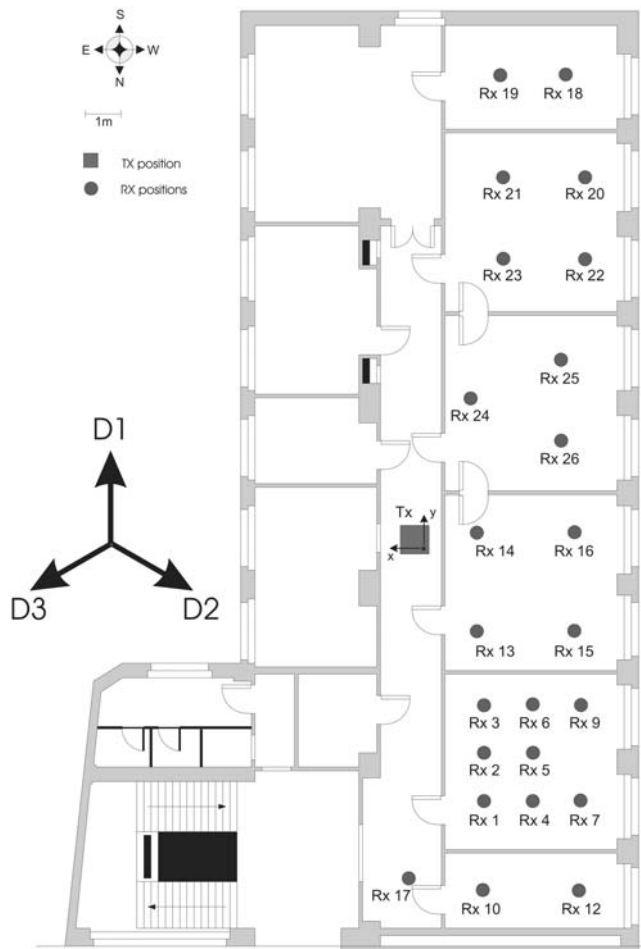 S
E W
N
1m
TX position
RX positions
Rx 19 Rx 18
Rx 21 Rx 20
Rx 23 Rx 22
Rx 25
Rx 24
Rx 26
D1
D3 D2
Tx y
x
Rx 14 Rx 16
Rx 13 Rx 15
Rx 3 Rx 6 Rx 9
Rx 2 Rx 5
Rx 1 Rx 4 Rx 7
Rx 17
Rx 10 Rx 12